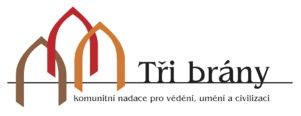 Tři brány
komunitní nadace pro vědění, umění a civilizaci